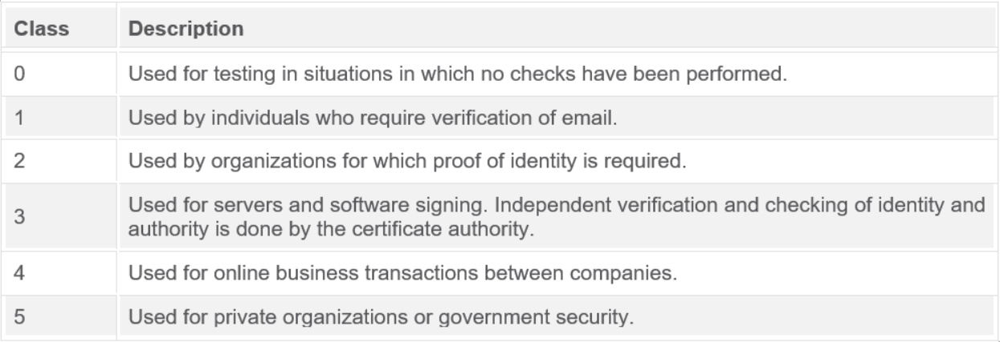 Class Description
0 Used for testing in situations in which no checks have been performed.
1 Used by individuals who require verification of email.
2 Used by organizations for which proof of identity is required.
3 Used for servers and software signing. Independent verification and checking of identity and
authority is done by the certificate authority.
4 Used for online business transactions between companies.
5 Used for private organizations or government security.